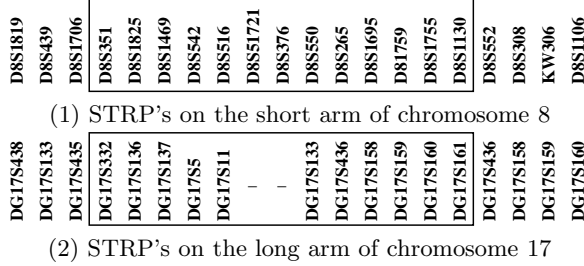 D8S1819 D8S439 D8S1706 D8S351 D8S1825 D8S1469 D8S542 D8S516 D8S51721 D8S376 D8S550 D8S265 D8S1695 D81759 D8S1755 D8S1130 D8S552 D8S308 KW306 D8S1106
(1) STRP's on the short arm of chromosome 8
DG17S438 DG17S133 DG17S435 DG17S332 DG17S136 DG17S137 DG17S5 DG17S11 – – DG17S133 DG17S436 DG17S158 DG17S159 DG17S160 DG17S161 DG17S436 DG17S158 DG17S159 DG17S160
(2) STRP's on the long arm of chromosome 17